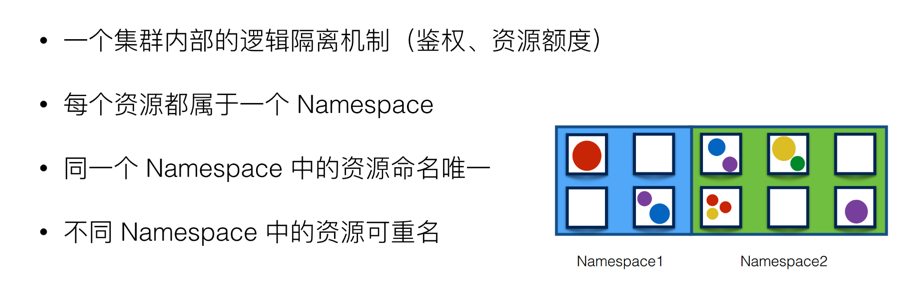 • 一个集群内部的逻辑隔离机制（鉴权、资源额度）
• 每个资源都属于一个 Namespace
• 同一个 Namespace 中的资源命名唯一
• 不同 Namespace 中的资源可重名
Namespace1 Namespace2